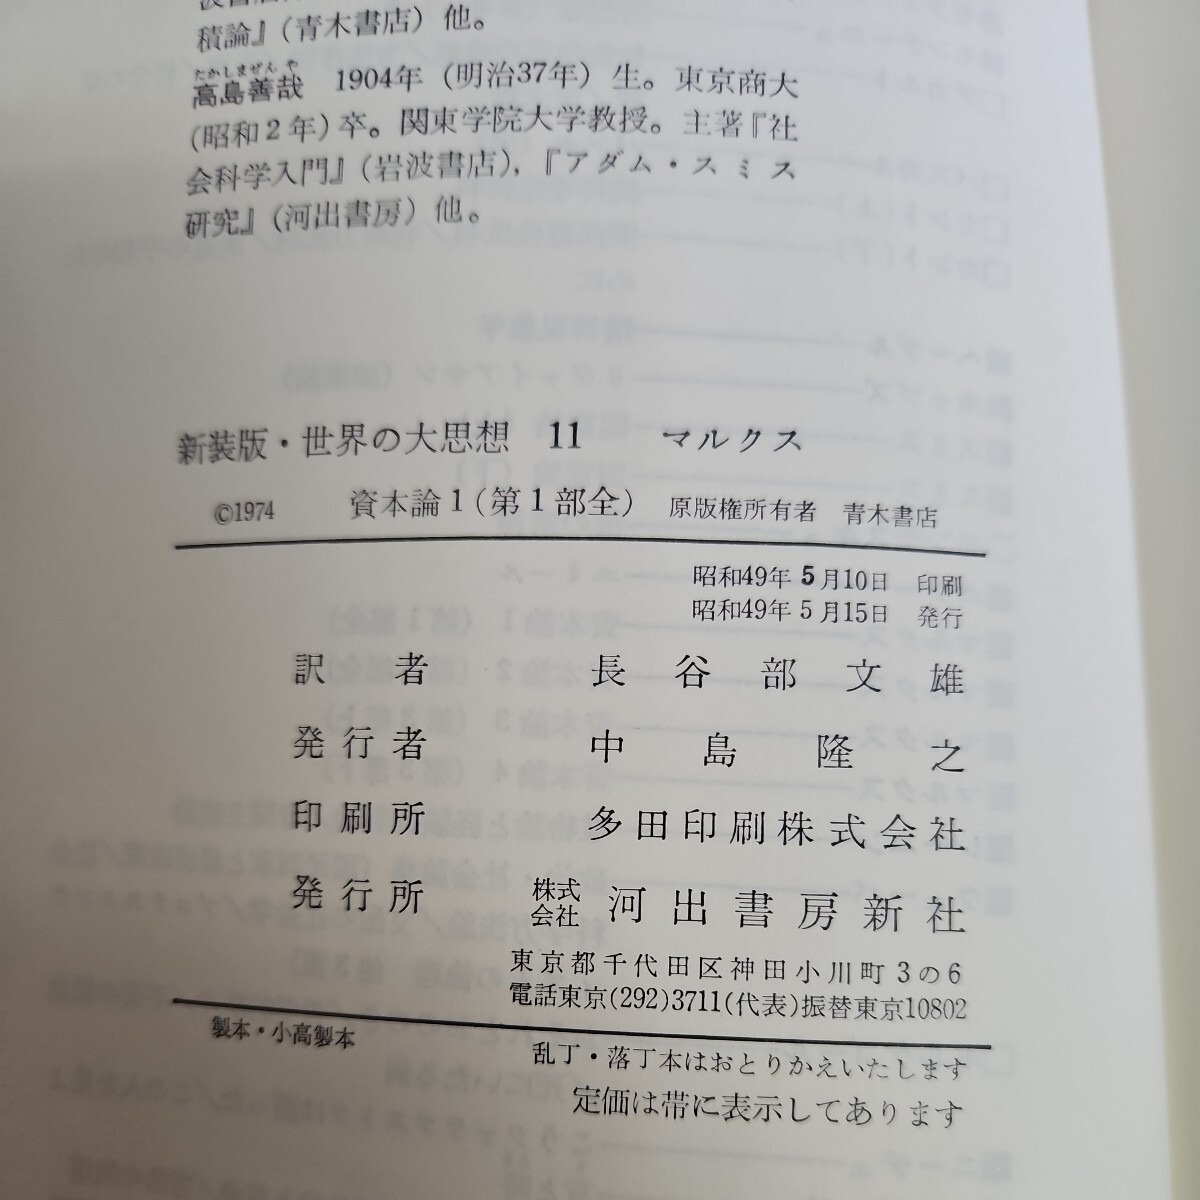 積論』(青木書店)他。
たかしまぜんや
高島善哉 1904年(明治37年)生。東京商大
(昭和2年)卒。関東学院大学教授。主著『社
会科学入門』(岩波書店),『アダム・スミス
研究』(河出書房)他。
新装版・世界の大思想 11 マルクス
©1974 資本論1(第1部全) 原版権所有者 青木書店
昭和49年5月10日 印刷
昭和49年5月15日 発行
訳者 長谷部文雄
発行者 中島隆之
印刷所 多田印刷株式会社
発行所 株式会社 河出書房新社
東京都千代田区神田小川町3の6
電話東京(292)3711(代表)振替東京10802
製本・小高製本
乱丁・落丁本はおとりかえいたします
定価は帯に表示してあります